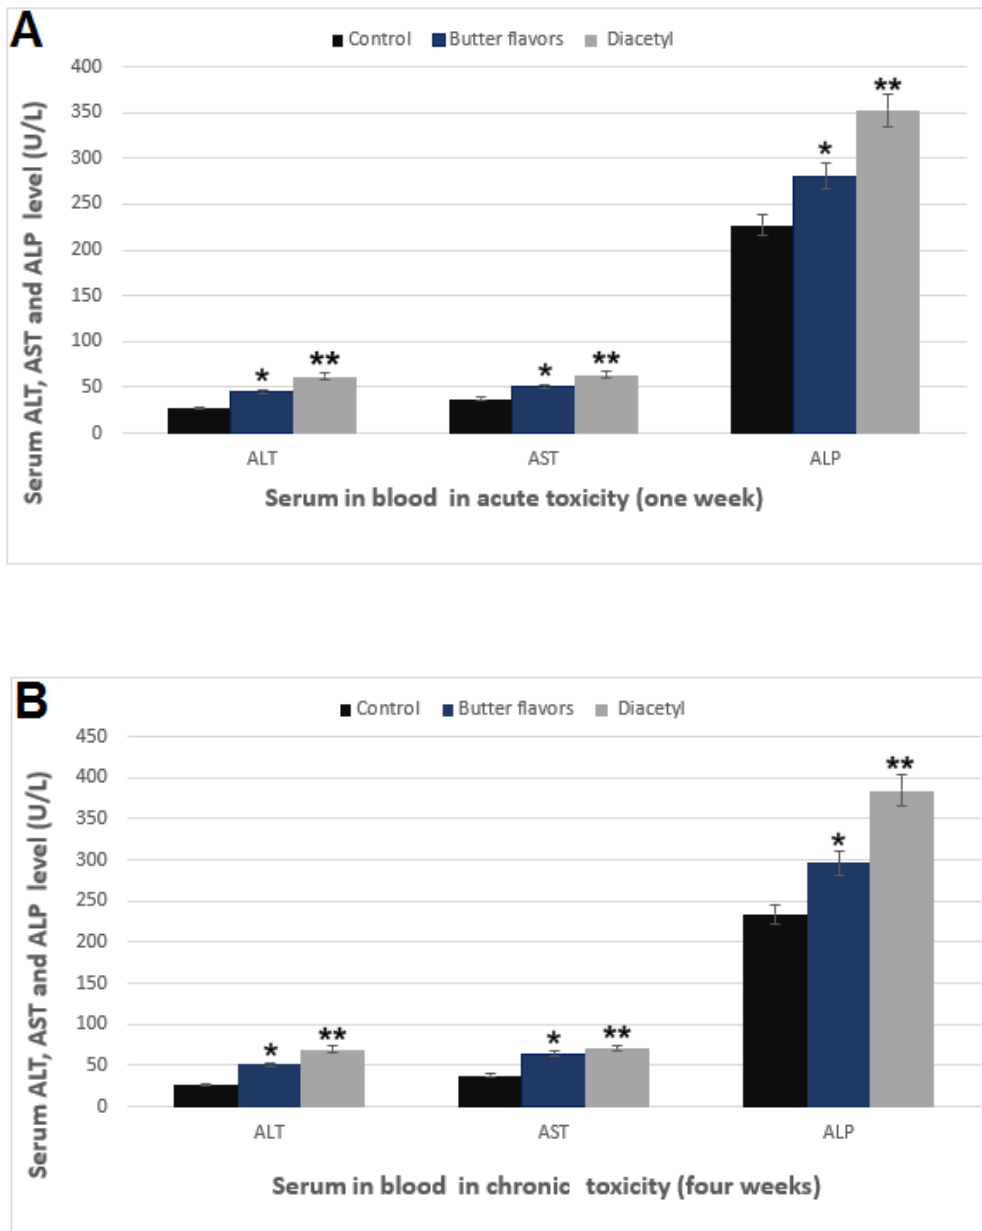 A
Control Butter flavors Diacetyl
Serum ALT, AST and ALP level (U/L)
400
350
300
250
200
150
100
50
0
* ** * ** * **
ALT AST ALP
Serum in blood in acute toxicity (one week)
B
Control Butter flavors Diacetyl
Serum ALT, AST and ALP level (U/L)
450
400
350
300
250
200
150
100
50
0
* ** * ** * **
ALT AST ALP
Serum in blood in chronic toxicity (four weeks)